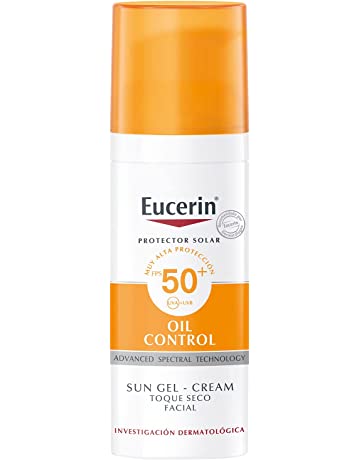 Eucerin®
PROTECTOR SOLAR
MUY ALTA PROTECCIÓN
FPS 50+
UVA+UVB
OIL
CONTROL
ADVANCED SPECTRAL TECHNOLOGY
SUN GEL - CREAM
TOQUE SECO
FACIAL
INVESTIGACIÓN DERMATOLÓGICA